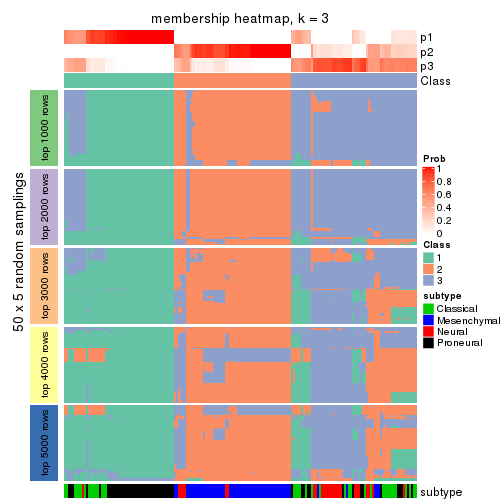 membership heatmap, k = 3
p1
p2
p3
Class
50 x 5 random samplings
top 1000 rows
top 2000 rows
top 3000 rows
top 4000 rows
top 5000 rows
Prob
1
0.8
0.6
0.4
0.2
0
Class
1
2
3
subtype
Classical
Mesenchymal
Neural
Proneural
subtype